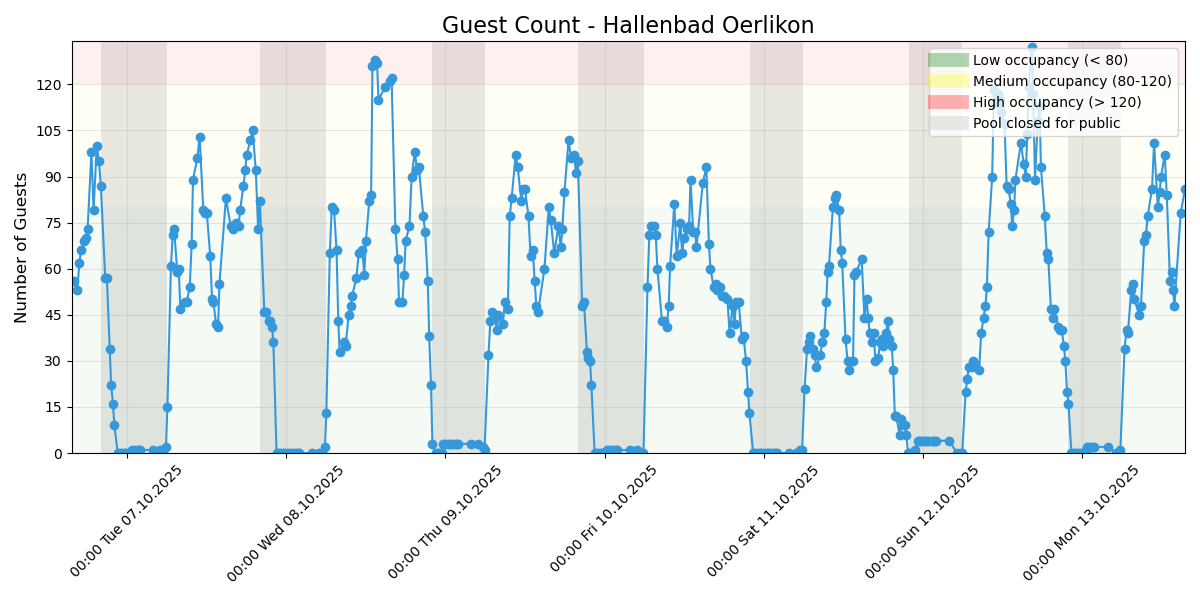 Guest Count - Hallenbad Oerlikon
Low occupancy (< 80)
Medium occupancy (80-120)
High occupancy (> 120)
Pool closed for public
Number of Guests
120
105
90
75
60
45
30
15
0
00:00 Tue 07.10.2025
00:00 Wed 08.10.2025
00:00 Thu 09.10.2025
00:00 Fri 10.10.2025
00:00 Sat 11.10.2025
00:00 Sun 12.10.2025
00:00 Mon 13.10.2025